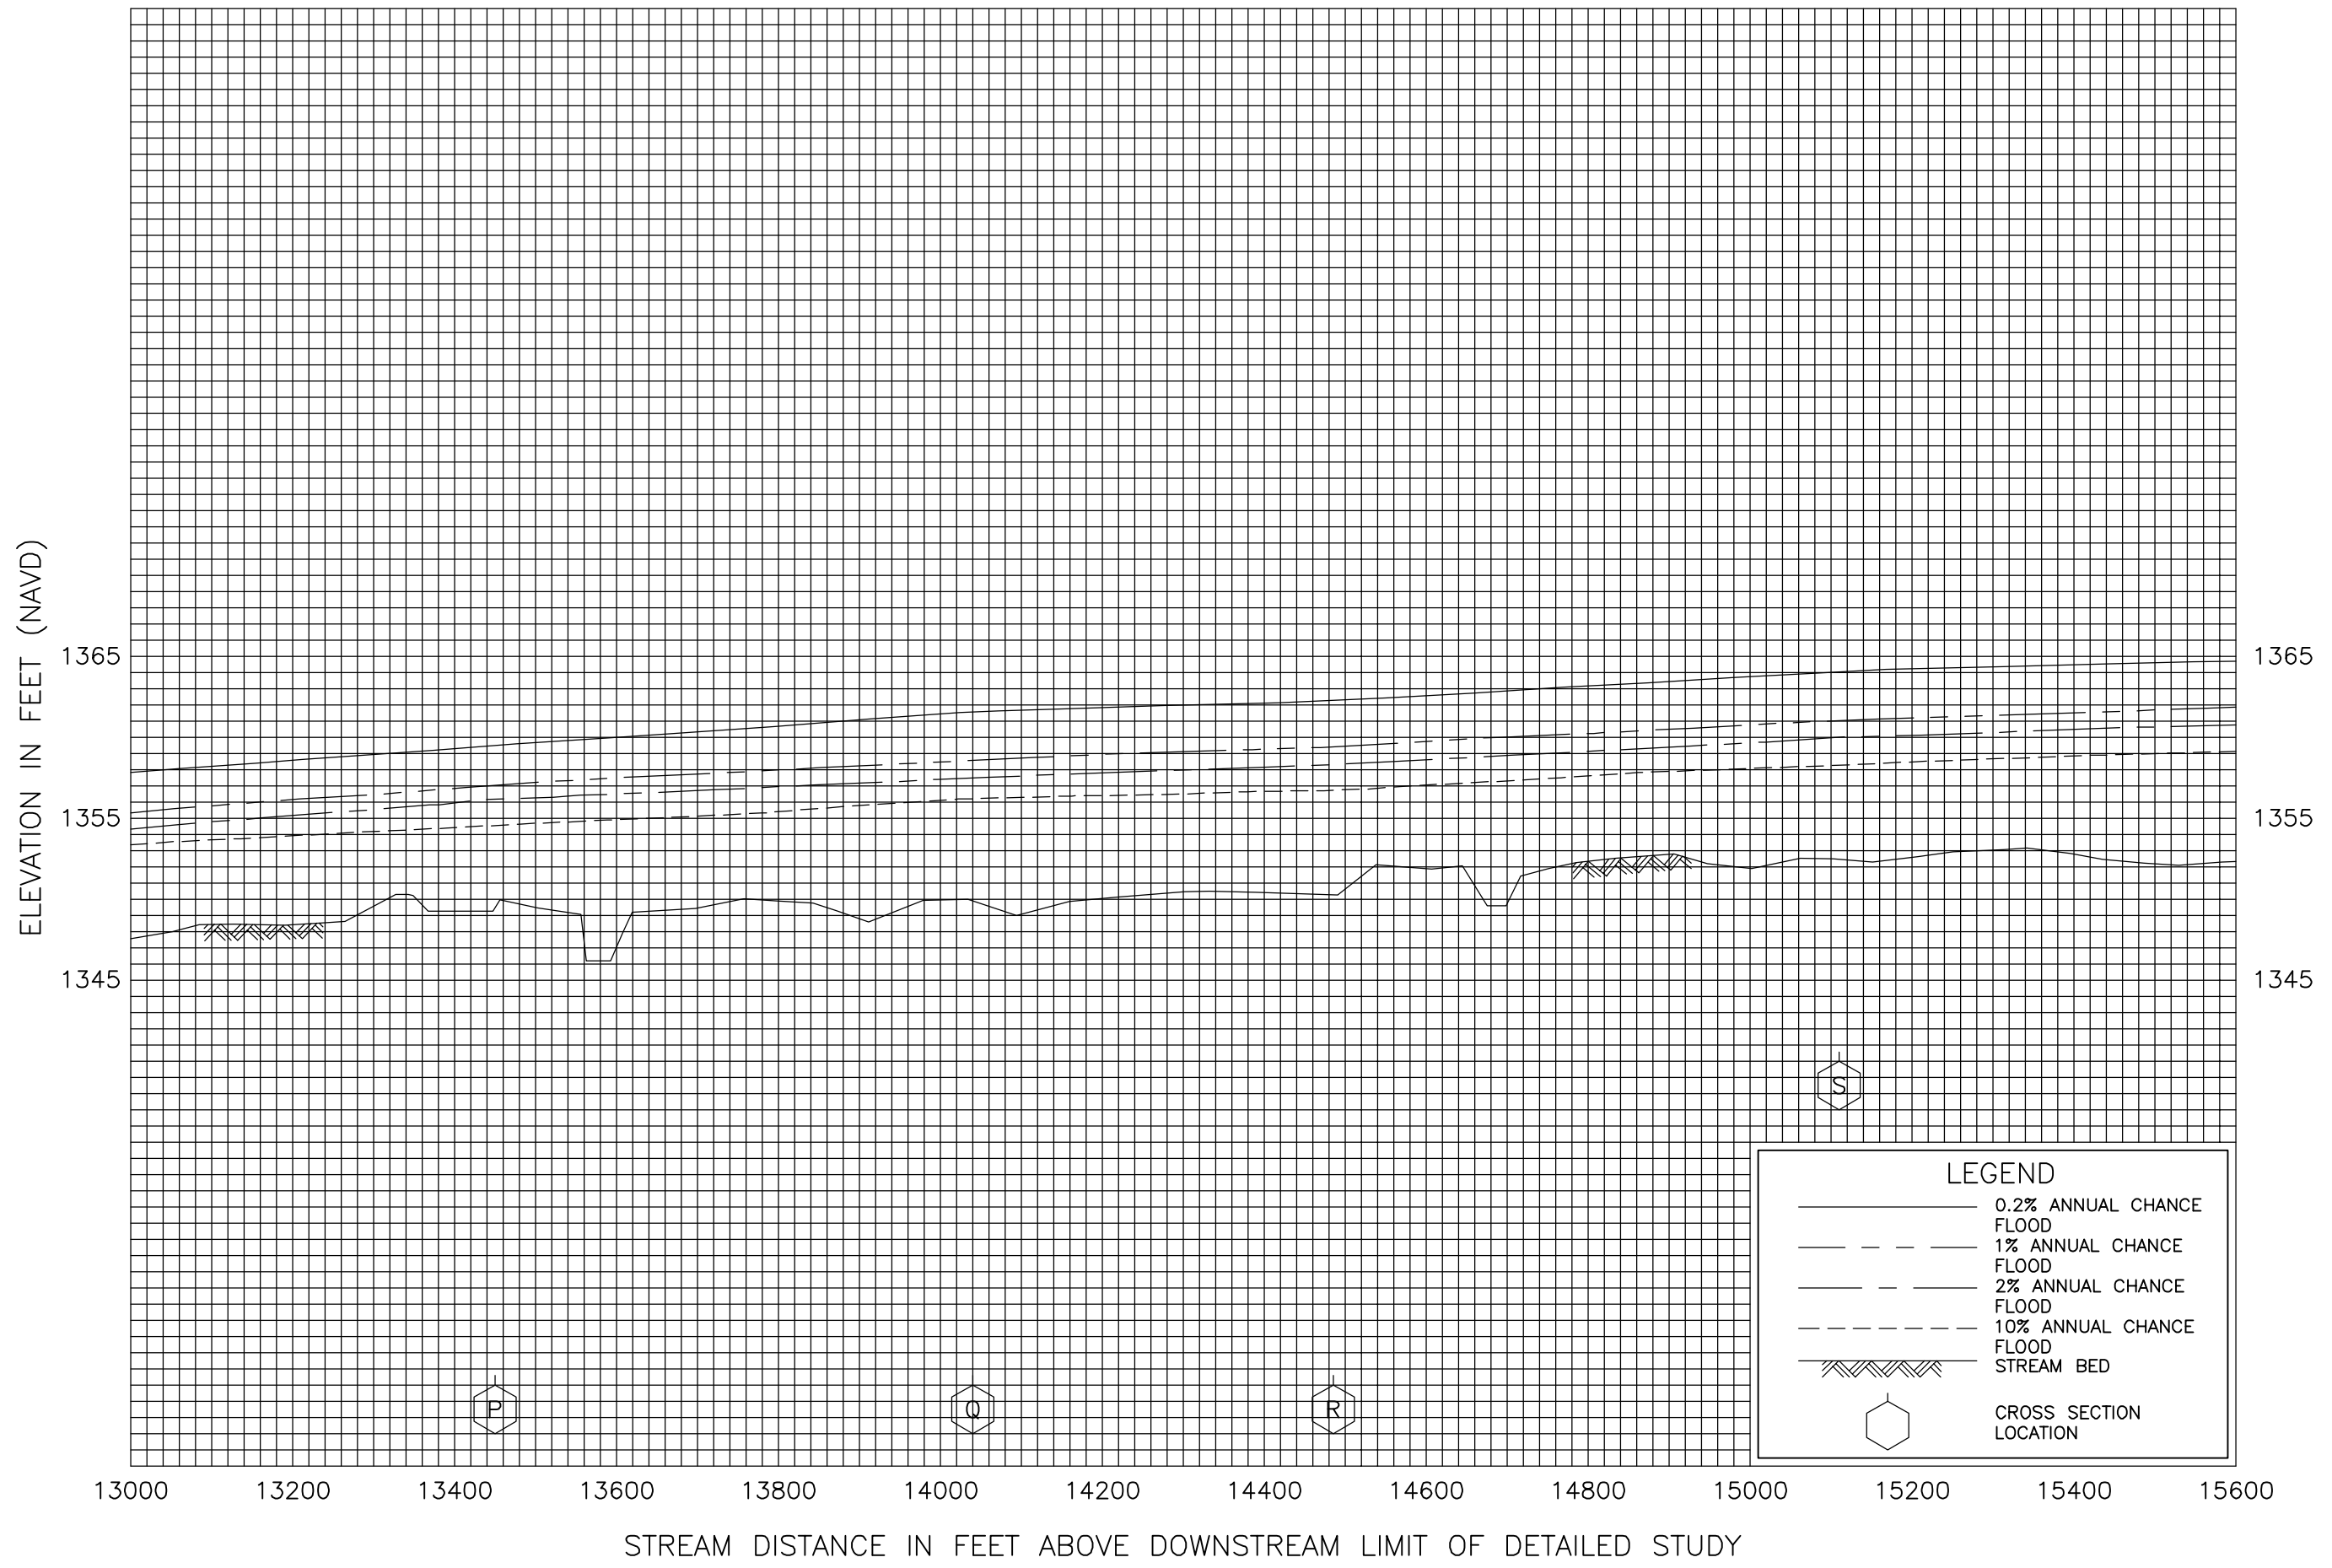 ELEVATION IN FEET (NAVD)
1365
1365
1355
1355
1345
1345
S
P
Q
R
LEGEND
0.2% ANNUAL CHANCE
FLOOD
1% ANNUAL CHANCE
FLOOD
2% ANNUAL CHANCE
FLOOD
10% ANNUAL CHANCE
FLOOD
STREAM BED
CROSS SECTION
LOCATION
13000 13200 13400 13600 13800 14000 14200 14400 14600 14800 15000 15200 15400 15600
STREAM DISTANCE IN FEET ABOVE DOWNSTREAM LIMIT OF DETAILED STUDY